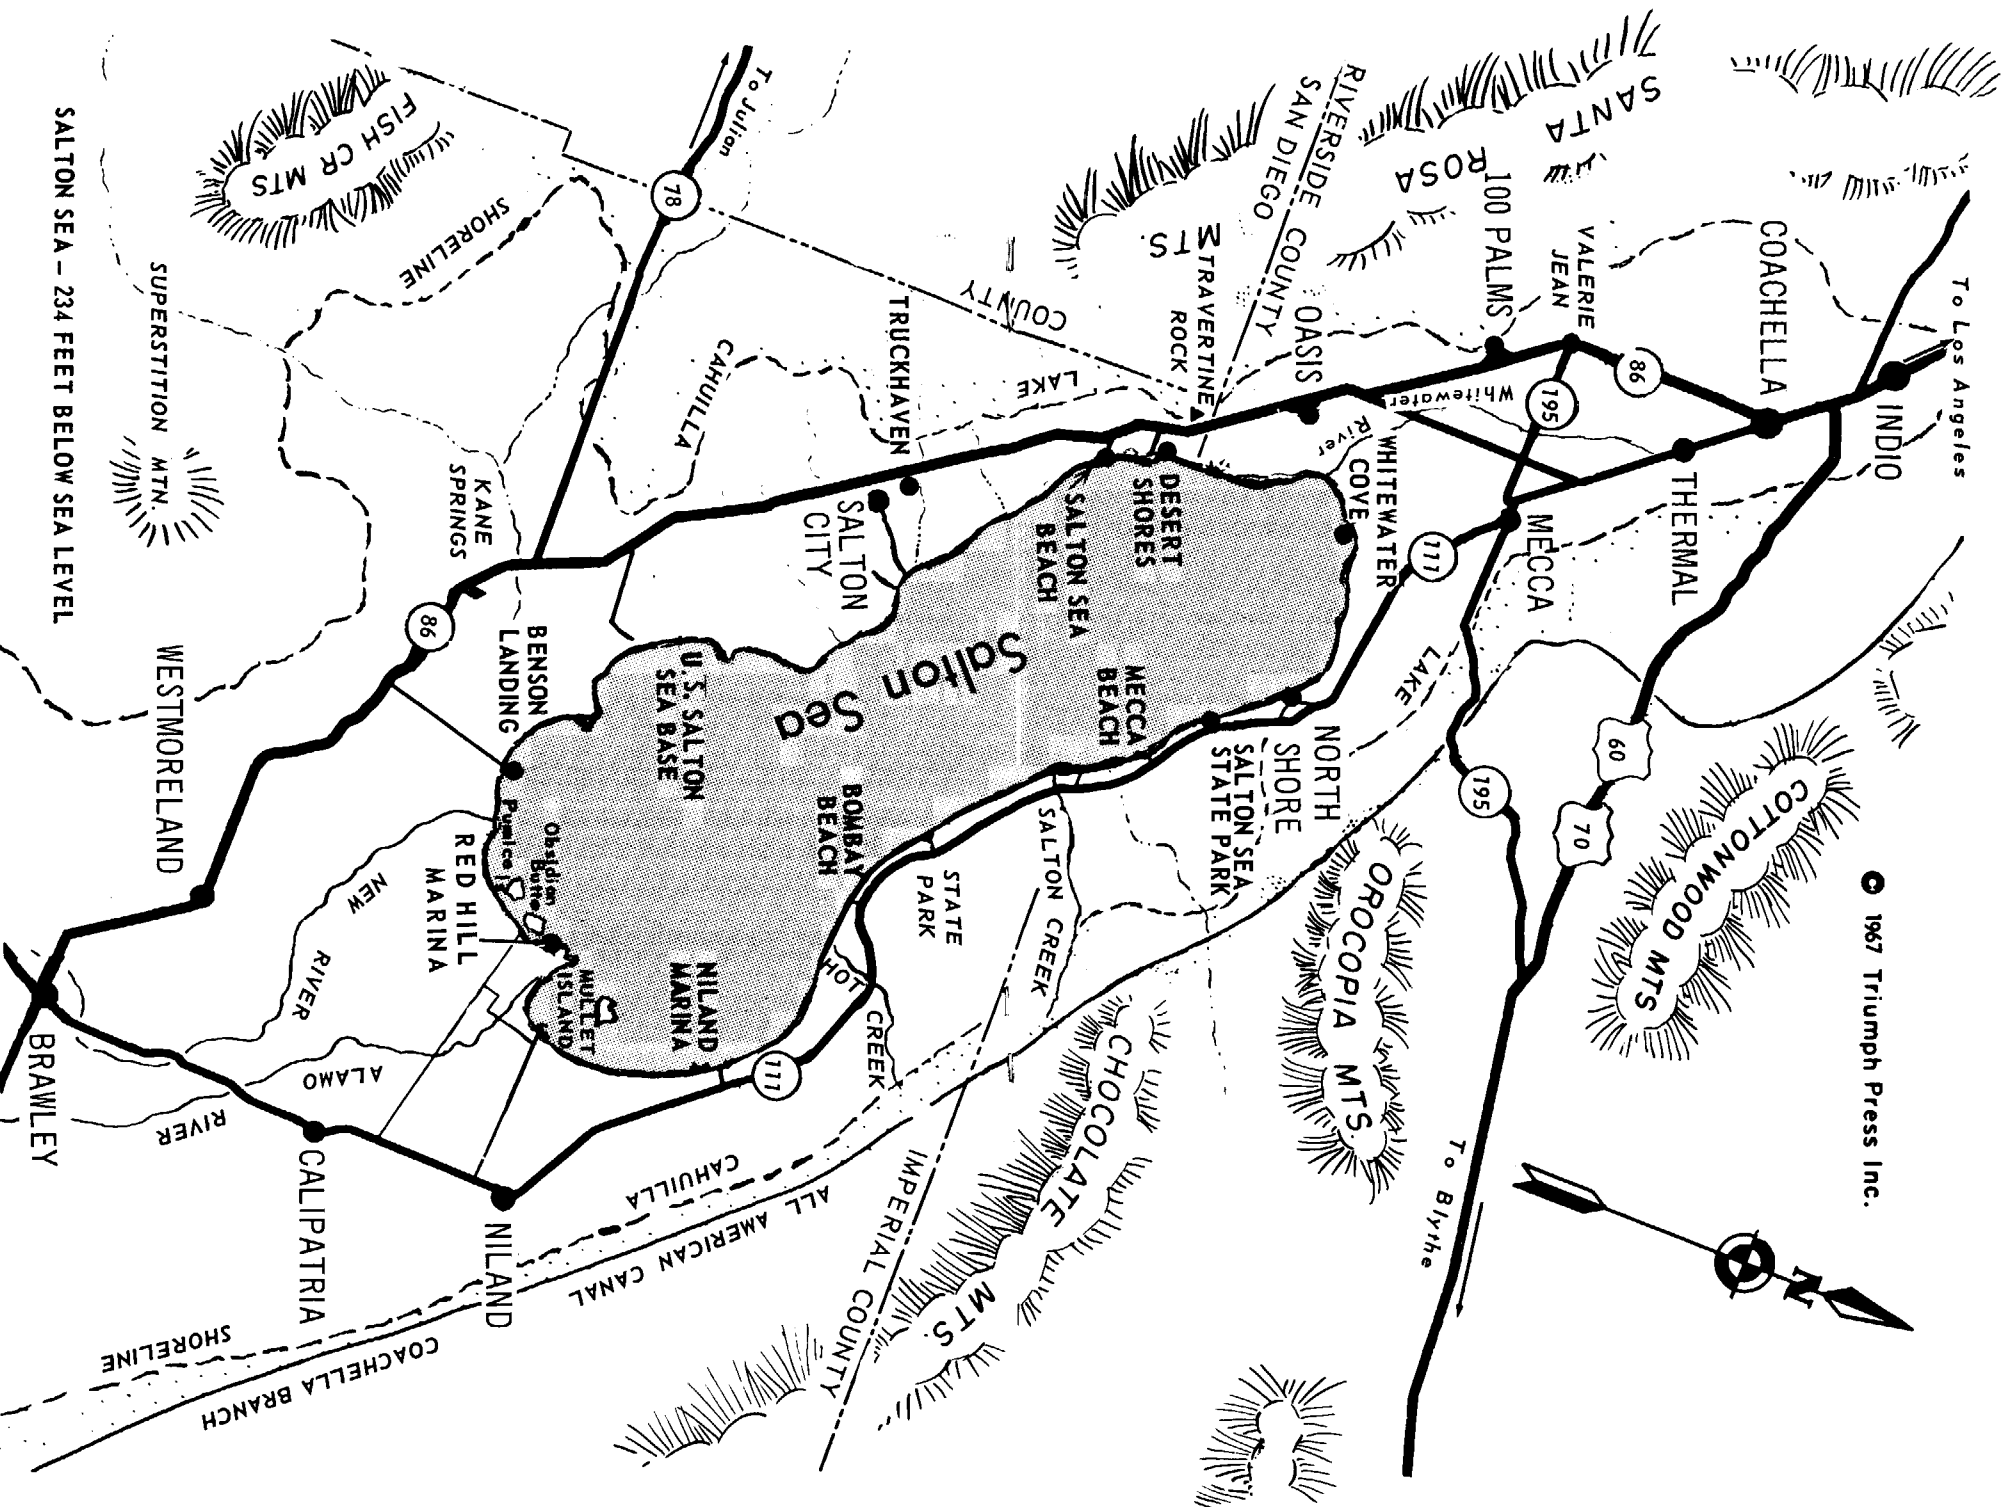 To Los Angeles
INDIO
COACHELLA
THERMAL
86
195
VALERIE
JEAN
100 PALMS
SANTA
ROSA
MTS.
RIVERSIDE COUNTY
SAN DIEGO
COUNTY
OASIS
TRAVERTINE
ROCK
Whitewater
River
WHITEWATER
COVE
MECCA
111
LAKE
LAKE
DESERT
SHORES
SALTON SEA
BEACH
TRUCKHAVEN
SALTON
CITY
CAHUILLA
To Julian
78
SHORELINE
FISH CR MTS
SUPERSTITION MTN.
KANE
SPRINGS
86
Salton
Sea
MECCA
BEACH
NORTH
SHORE
SALTON SEA
STATE PARK
STATE
PARK
SALTON CREEK
BOMBAY
BEACH
U.S. SALTON
SEA BASE
BENSON
LANDING
Pumice Is
Obsidian
Butte
RED HILL
MARINA
MULLET
ISLAND
NILAND
MARINA
HOT
CREEK
111
WESTMORELAND
NEW
RIVER
ALAMO
RIVER
BRAWLEY
CALIPATRIA
NILAND
CAHUILLA
SHORELINE
ALL AMERICAN CANAL
COACHELLA BRANCH
IMPERIAL COUNTY
CHOCOLATE
MTS.
OROCOPIA MTS.
COTTONWOOD MTS
60
70
195
To Blythe
N
© 1967 Triumph Press Inc.
SALTON SEA – 234 FEET BELOW SEA LEVEL